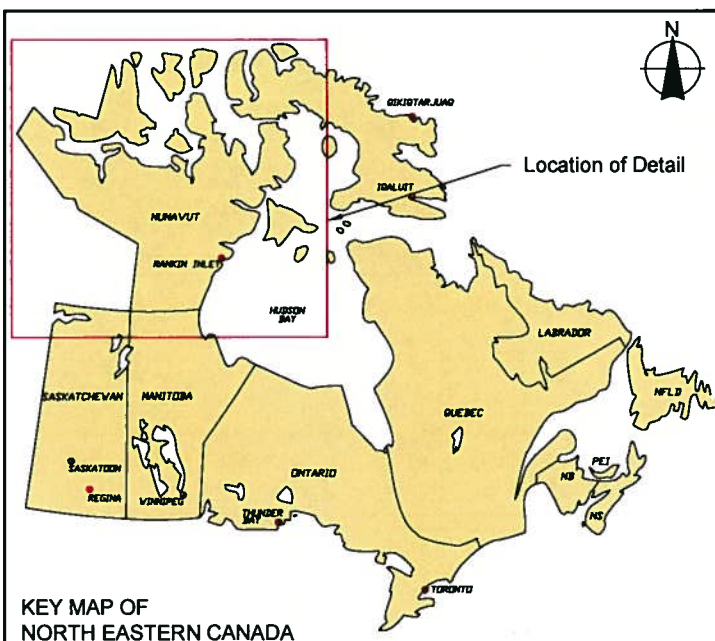 N
QIKIQTARJUAQ
Location of Detail
IQALUIT
NUNAVUT
RANKIN INLET
HUDSON
BAY
LABRADOR
SASKATCHEWAN
MANITOBA
NFLD
QUEBEC
PEI
SASKATOON
ONTARIO
NB
REGINA
WINNIPEG
THUNDER
BAY
NS
TORONTO
KEY MAP OF
NORTH EASTERN CANADA